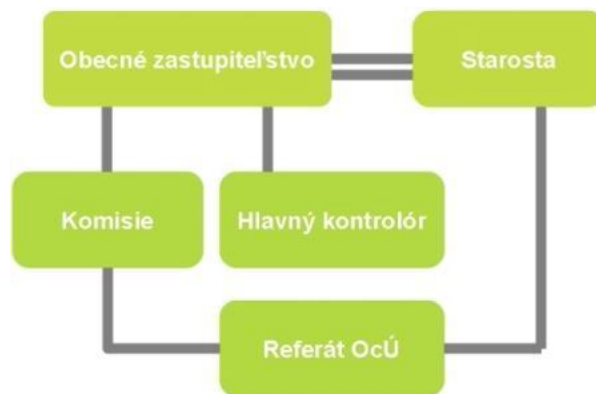 Obecné zastupiteľstvo
Starosta
Komisie
Hlavný kontrolór
Referát OcÚ